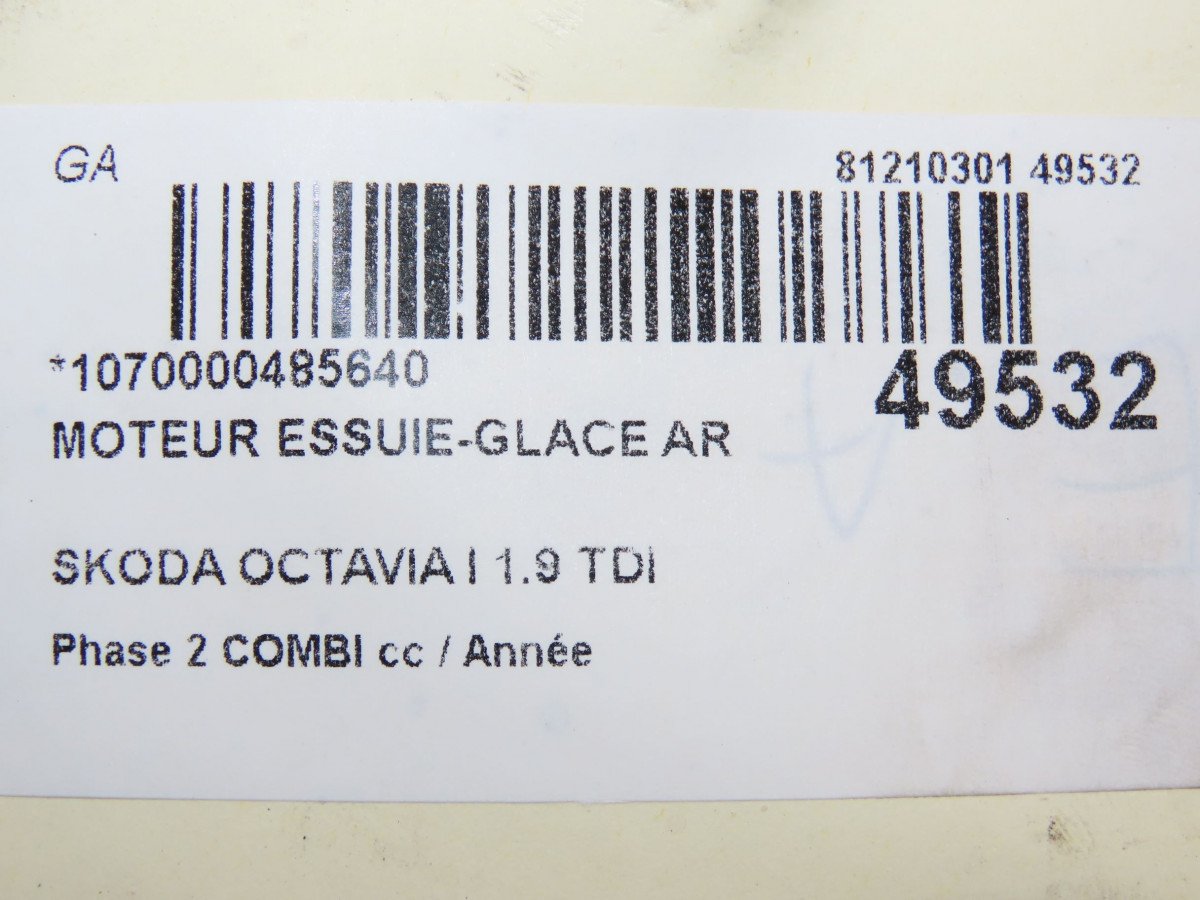 GA
81210301 49532
*1070000485640
49532
MOTEUR ESSUIE-GLACE AR
SKODA OCTAVIA I 1.9 TDI
Phase 2 COMBI cc / Année